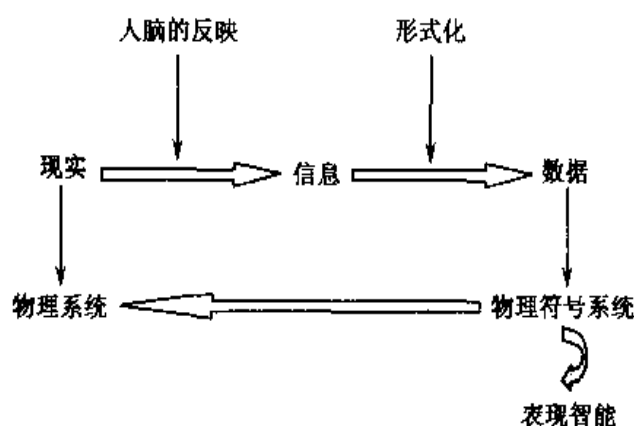 人脑的反映
形式化
现实
信息
数据
物理系统
物理符号系统
表现智能